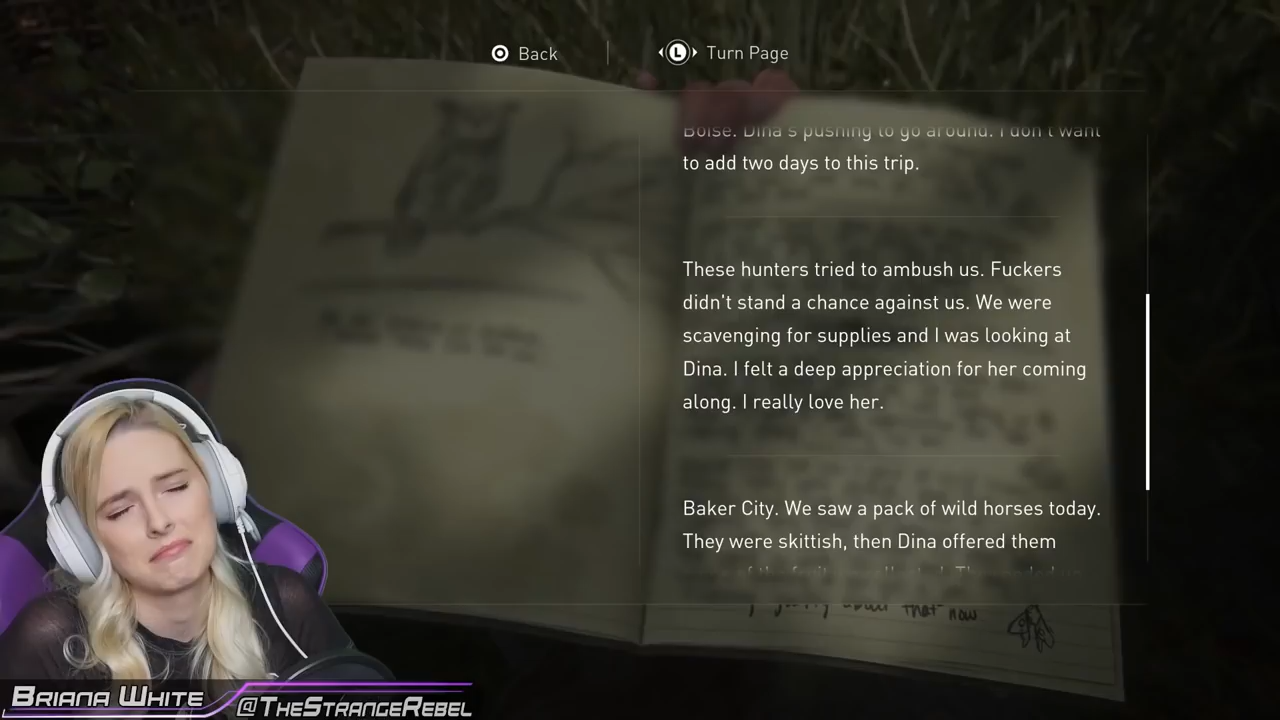 Back
L
Turn Page
Boise. Dina's pushing to go around. I don't want
to add two days to this trip.
These hunters tried to ambush us. Fuckers
didn't stand a chance against us. We were
scavenging for supplies and I was looking at
Dina. I felt a deep appreciation for her coming
along. I really love her.
Baker City. We saw a pack of wild horses today.
They were skittish, then Dina offered them
about that now
BRIANA WHITE
@THESTRANGEREBEL